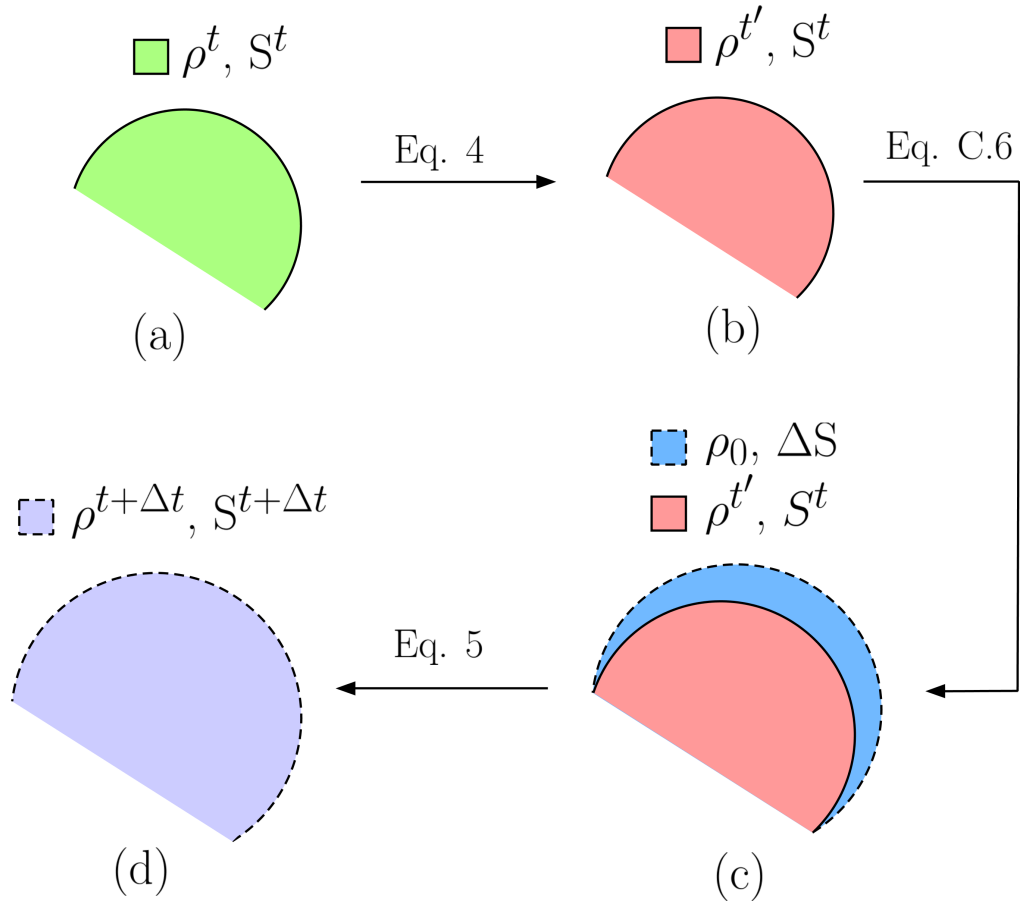 ρ^t, S^t
Eq. 4
ρ^{t'}, S^t
Eq. C.6
(a)
(b)
ρ_0, ΔS
ρ^{t'}, S^t
ρ^{t+Δt}, S^{t+Δt}
Eq. 5
(c)
(d)